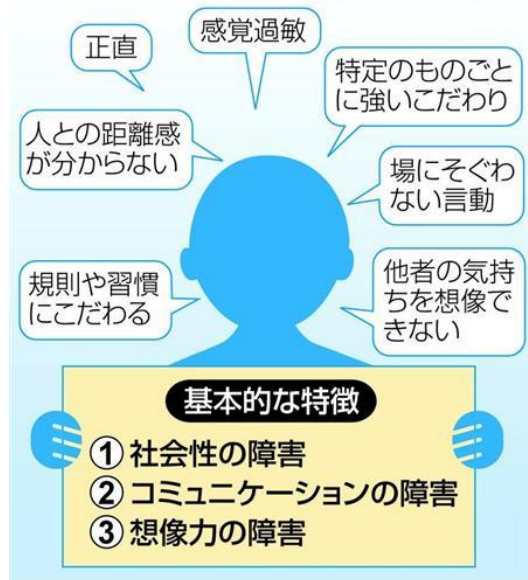 感覚過敏
正直
特定のものごと
に強いこだわり
人との距離感
が分からない
場にそぐわ
ない言動
規則や習慣
にこだわる
他者の気持
ちを想像で
きない
基本的な特徴
①社会性の障害
②コミュニケーションの障害
③想像力の障害